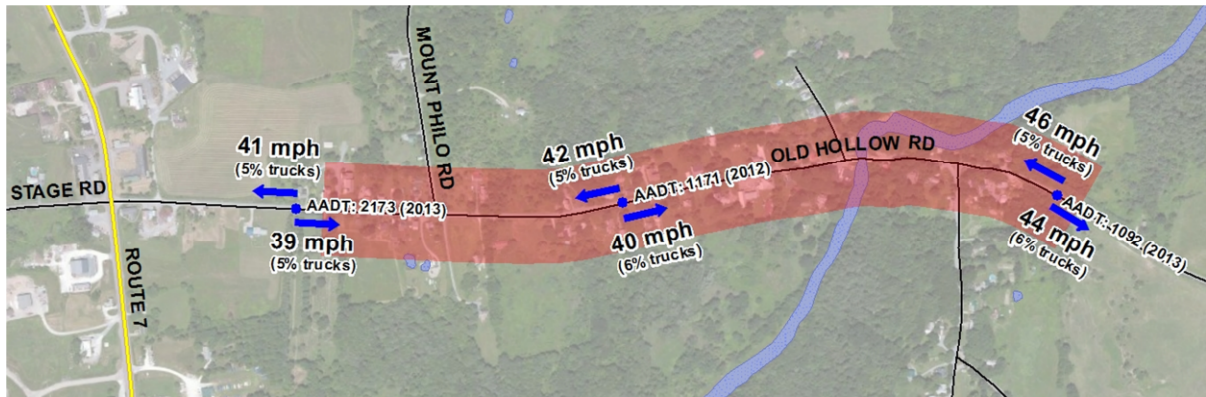 STAGE RD
ROUTE 7
41 mph
(5% trucks)
AADT: 2173 (2013)
39 mph
(5% trucks)
MOUNT PHILO RD
42 mph
(5% trucks)
AADT: 1171 (2012)
40 mph
(6% trucks)
OLD HOLLOW RD
46 mph
(5% trucks)
AADT: 1092 (2013)
44 mph
(6% trucks)